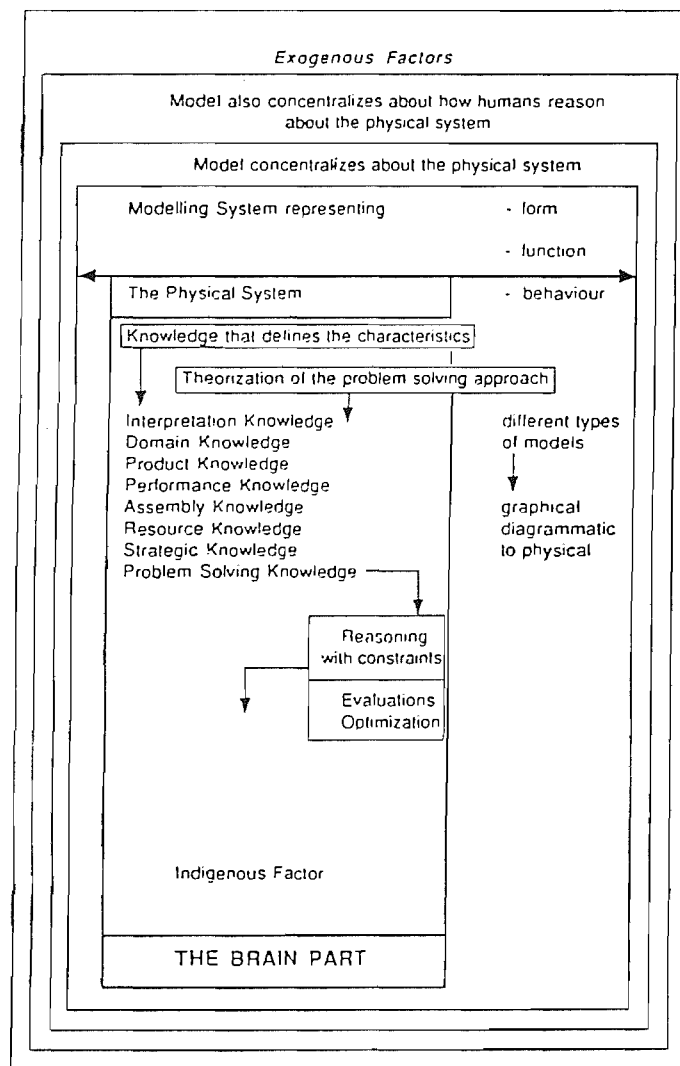 Exogenous Factors
Model also concentralizes about how humans reason
about the physical system
Model concentralizes about the physical system
Modelling System representing - form
- function
The Physical System - behaviour
Knowledge that defines the characteristics
Theorization of the problem solving approach
Interpretation Knowledge
Domain Knowledge
Product Knowledge
Performance Knowledge
Assembly Knowledge
Resource Knowledge
Strategic Knowledge
Problem Solving Knowledge
different types
of models
graphical
diagrammatic
to physical
Reasoning
with constraints
Evaluations
Optimization
Indigenous Factor
THE BRAIN PART